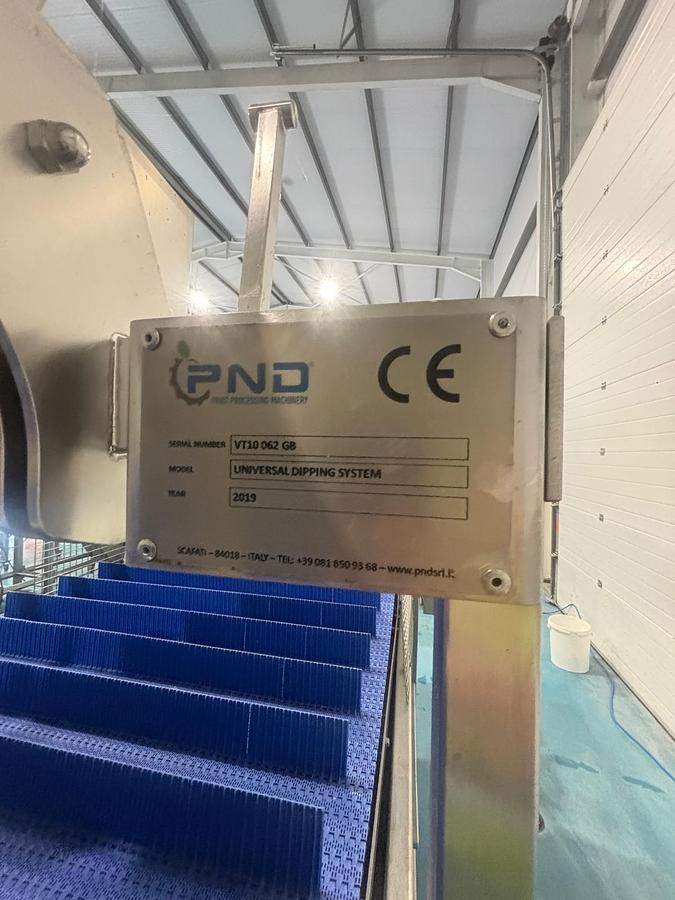 PND®
FRUIT PROCESSING MACHINERY
CE
SERIAL NUMBER VT10 062 GB
MODEL UNIVERSAL DIPPING SYSTEM
YEAR 2019
SCAFATI – 84018 – ITALY – TEL: +39 081 850 93 68 – www.pndsrl.it